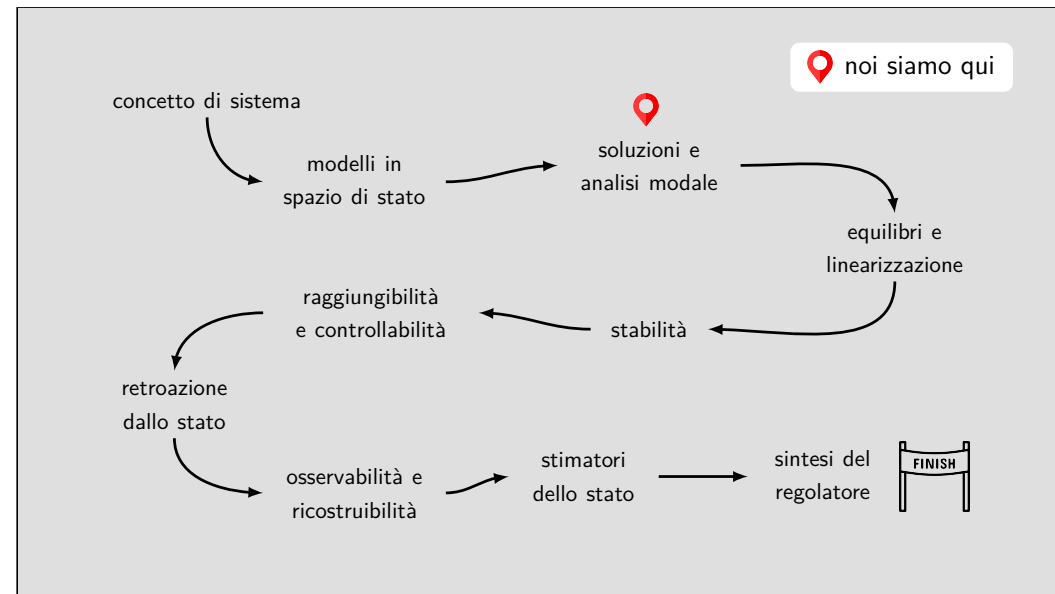 noi siamo qui
concetto di sistema
modelli in
spazio di stato
soluzioni e
analisi modale
equilibri e
linearizzazione
stabilità
raggiungibilità
e controllabilità
retroazione
dallo stato
osservabilità e
ricostruibilità
stimatori
dello stato
sintesi del
regolatore
FINISH